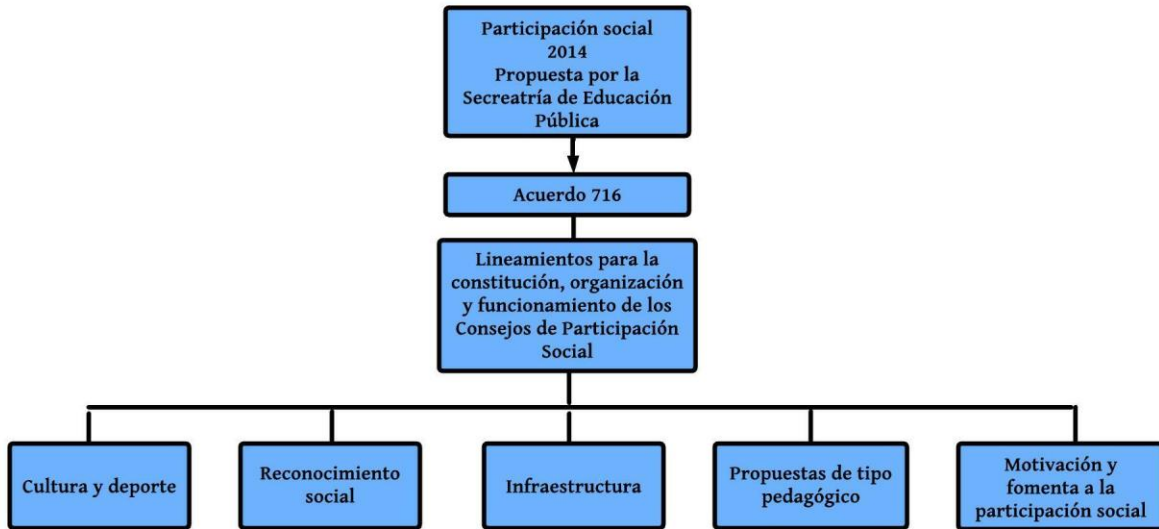 Participación social
2014
Propuesta por la
Secreatría de Educación
Pública
Acuerdo 716
Lineamientos para la
constitución, organización
y funcionamiento de los
Consejos de Participación
Social
Cultura y deporte
Reconocimiento
social
Infraestructura
Propuestas de tipo
pedagógico
Motivación y
fomenta a la
participación social